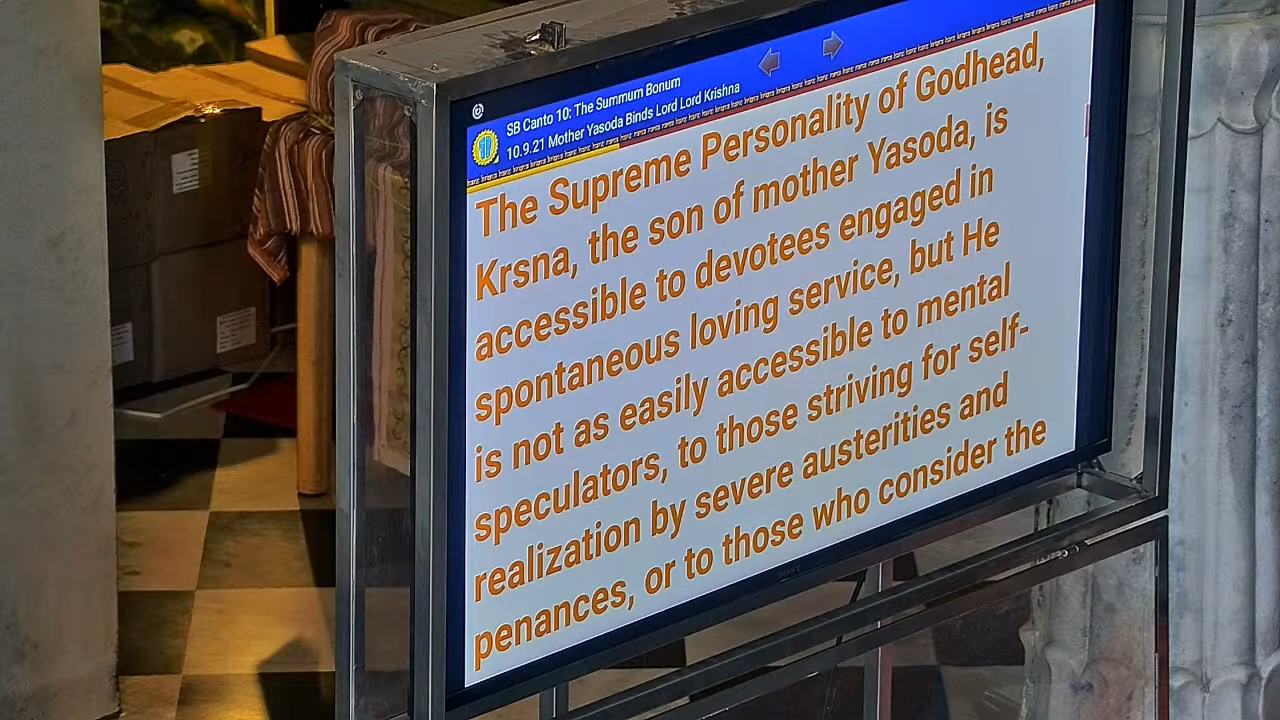 SB Canto 10: The Summum Bonum
10.9.21 Mother Yasoda Binds Lord Lord Krishna
The Supreme Personality of Godhead,
Krsna, the son of mother Yasoda, is
accessible to devotees engaged in
spontaneous loving service, but He
is not as easily accessible to mental
speculators, to those striving for self-
realization by severe austerities and
penances, or to those who consider the